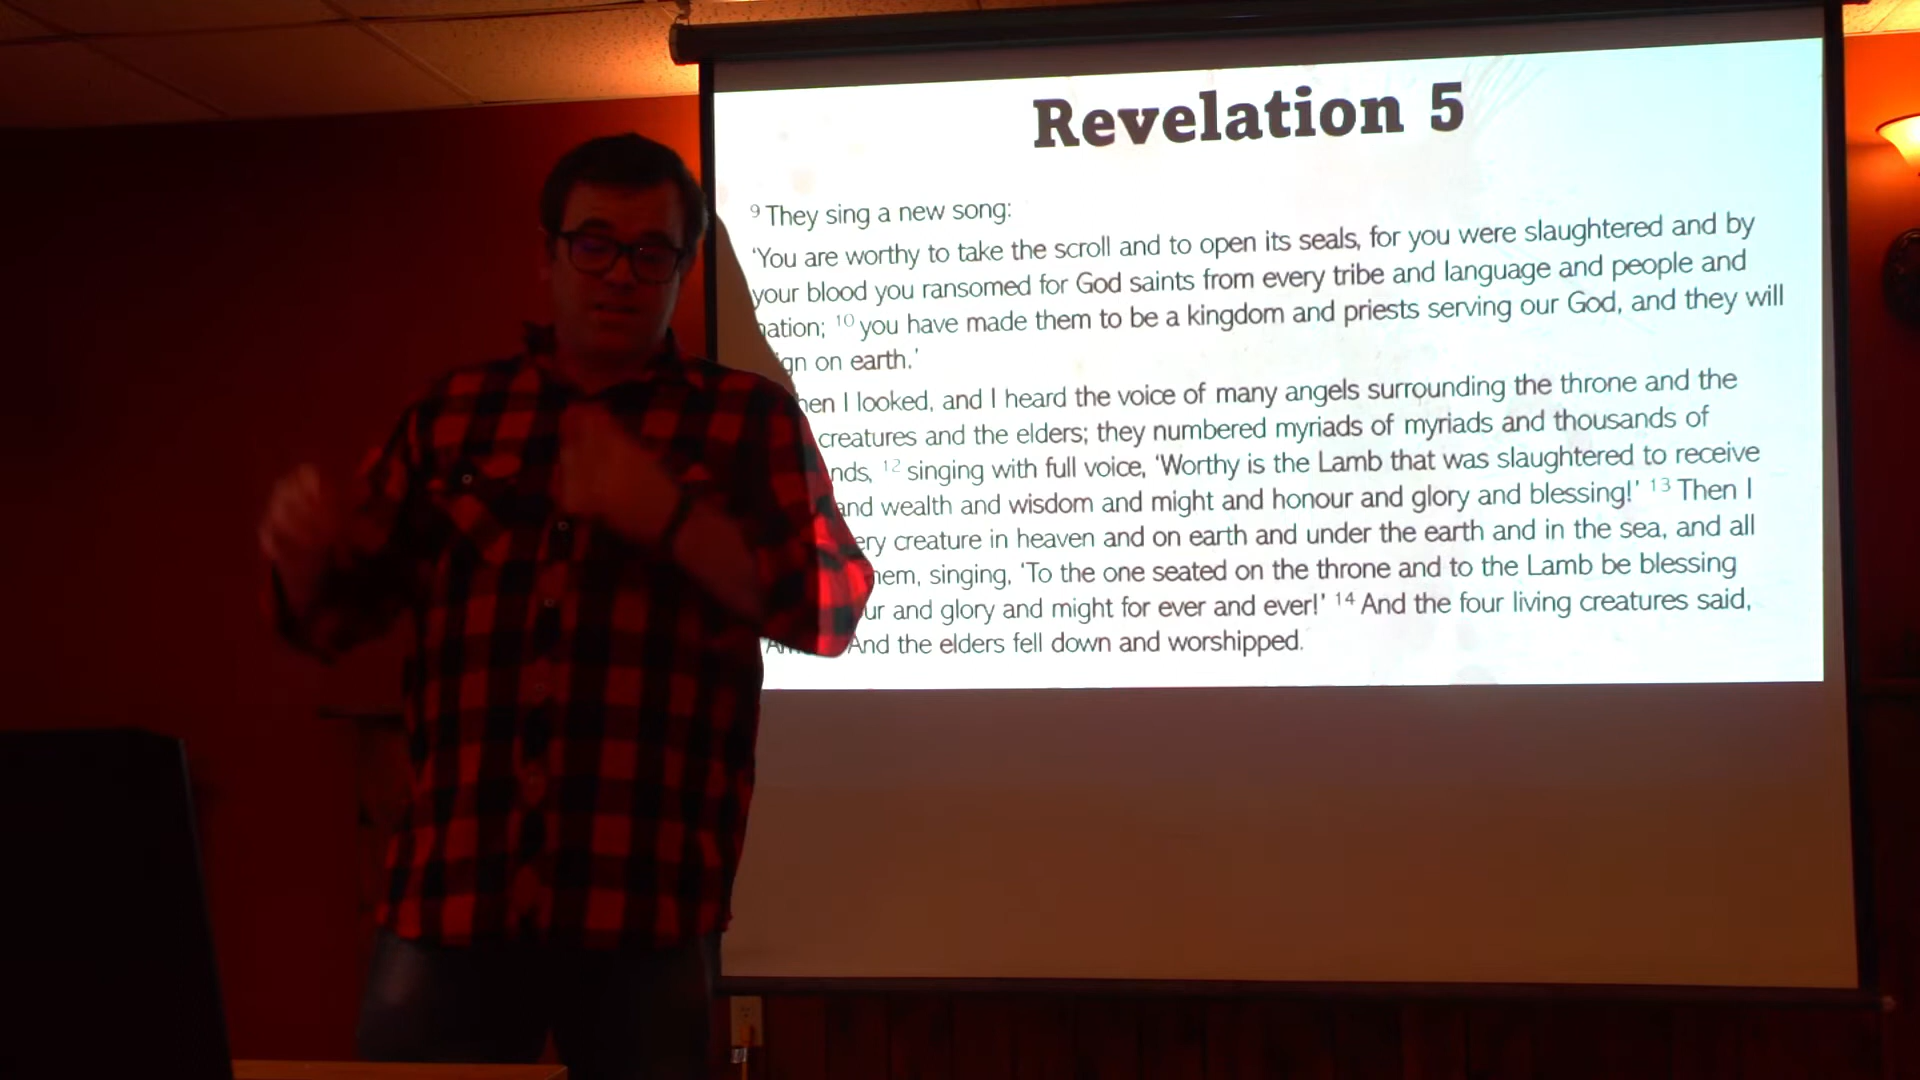 Revelation 5
9 They sing a new song:
'You are worthy to take the scroll and to open its seals, for you were slaughtered and by
your blood you ransomed for God saints from every tribe and language and people and
nation; 10 you have made them to be a kingdom and priests serving our God, and they will
on earth.'
I looked, and I heard the voice of many angels surrounding the throne and the
creatures and the elders; they numbered myriads of myriads and thousands of
12 singing with full voice, 'Worthy is the Lamb that was slaughtered to receive
and wealth and wisdom and might and honour and glory and blessing!' 13 Then I
creature in heaven and on earth and under the earth and in the sea, and all
singing, 'To the one seated on the throne and to the Lamb be blessing
and glory and might for ever and ever!' 14 And the four living creatures said,
And the elders fell down and worshipped.